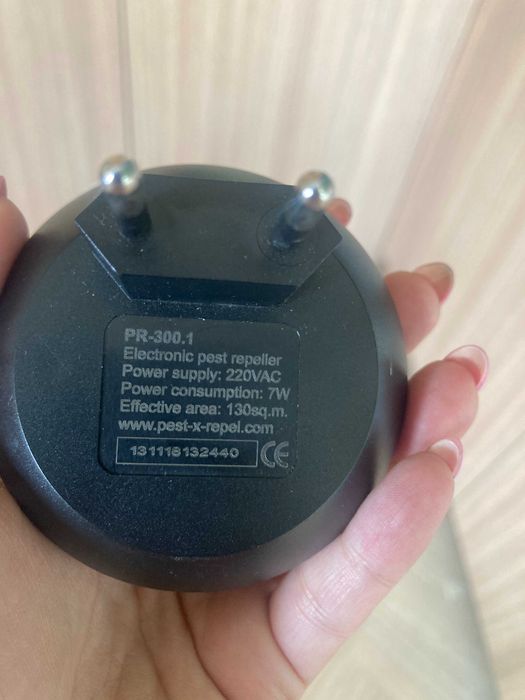 PR-300.1
Electronic pest repeller
Power supply: 220VAC
Power consumption: 7W
Effective area: 130sq.m.
www.pest-x-repel.com
131118132440 CE